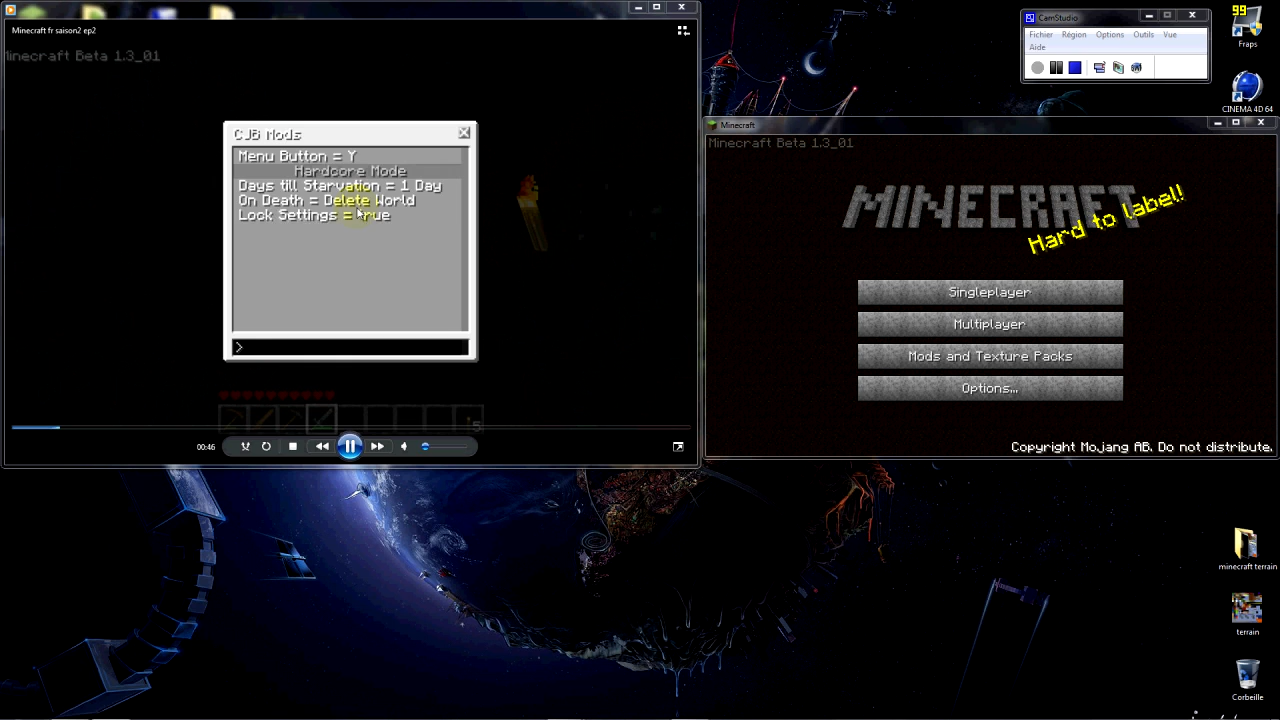 Minecraft fr saison2 ep2
Minecraft Beta 1.3_01
CJB Mods
Menu Button = Y
Hardcore Mode
Days till Starvation = 1 Day
On Death = Delete World
Lock Settings = True
>
5
00:46
CamStudio
Fichier Région Options Outils Vue
Aide
99
Fraps
CINEMA 4D 64
Minecraft
Minecraft Beta 1.3_01
MINECRAFT
Hard to label!
Singleplayer
Multiplayer
Mods and Texture Packs
Options...
Copyright Mojang AB. Do not distribute.
minecraft terrain
terrain
Corbeille